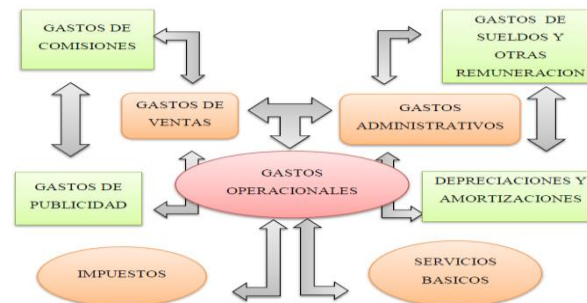 GASTOS DE
COMISIONES
GASTOS DE
SUELDOS Y
OTRAS
REMUNERACION
GASTOS DE
VENTAS
GASTOS
ADMINISTRATIVOS
GASTOS
OPERACIONALES
GASTOS DE
PUBLICIDAD
DEPRECIACIONES Y
AMORTIZACIONES
IMPUESTOS
SERVICIOS
BASICOS